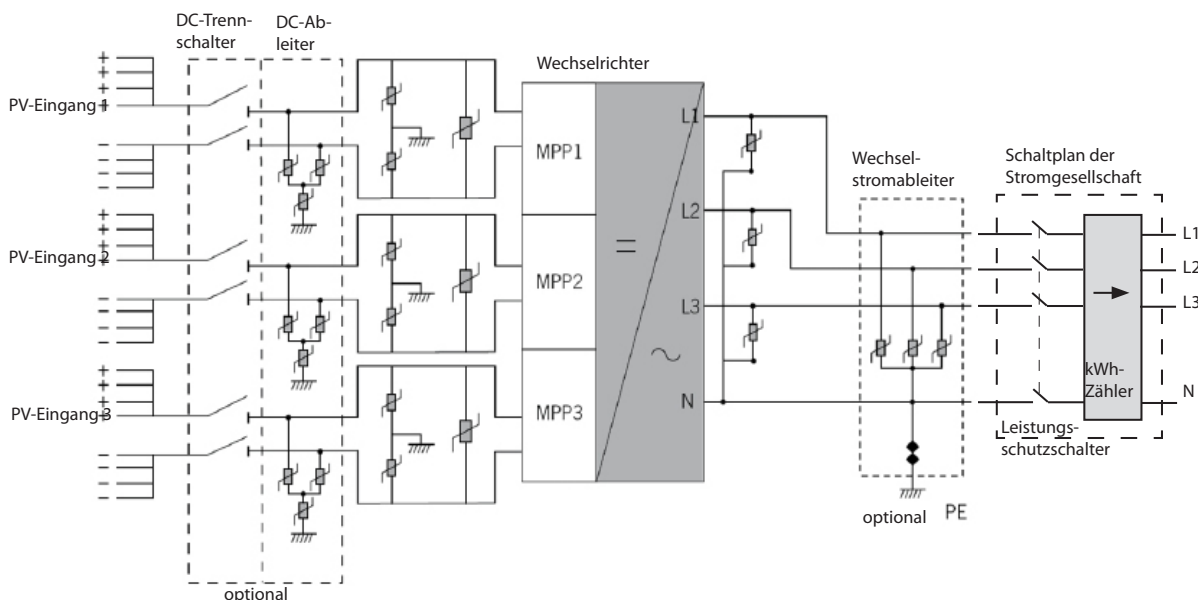 DC-Trenn-
schalter
DC-Ab-
leiter
Wechselrichter
PV-Eingang 1
+
+
+
-
-
-
-
MPP1
L1
Wechsel-
stromableiter
Schaltplan der
Stromgesellschaft
PV-Eingang 2
+
+
+
-
-
-
-
MPP2
L2
=
L1
L2
L3
L3
PV-Eingang 3
+
+
+
-
-
-
-
MPP3
~
N
kWh-
Zähler
N
Leistungs-
schutzschalter
optional
PE
optional